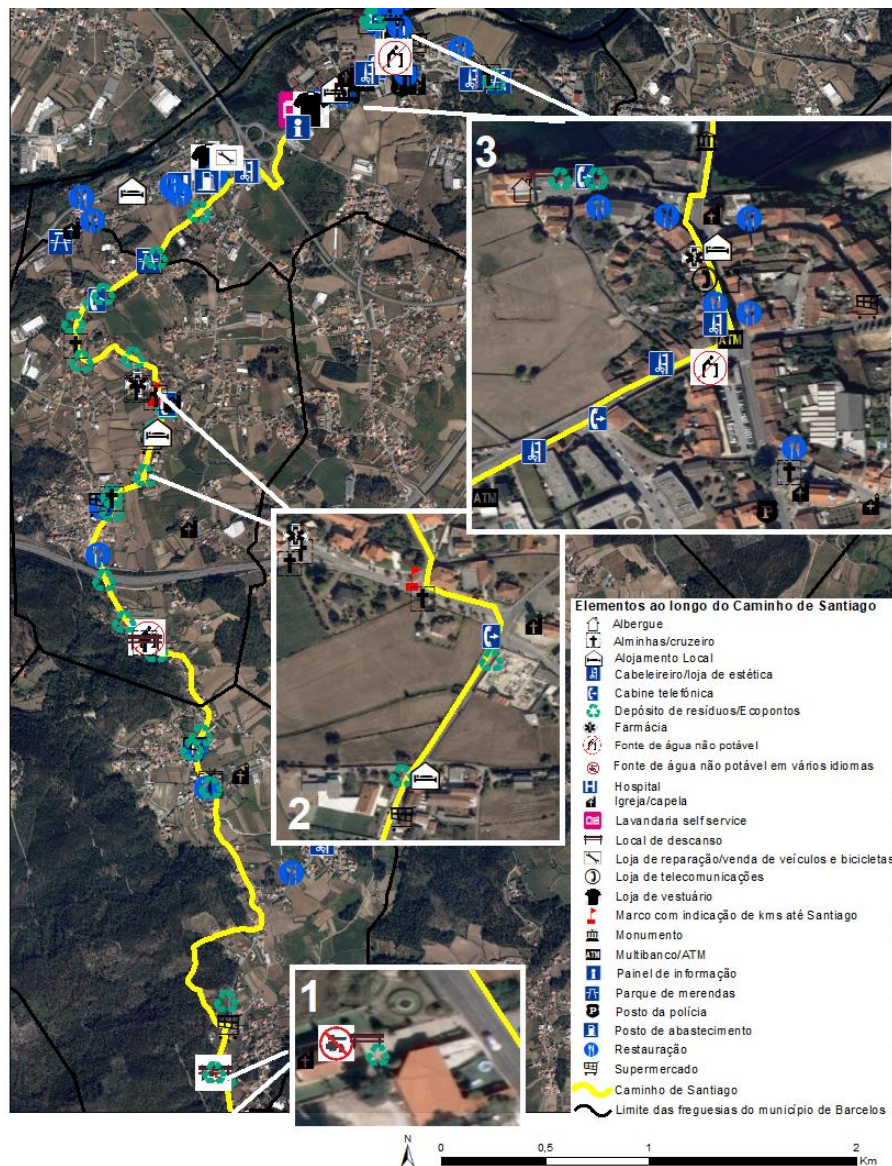 3
ATM
ATM
2
1
Elementos ao longo do Caminho de Santiago
Albergue
Alminhas/cruzeiro
Alojamento Local
Cabeleireiro/loja de estética
Cabine telefónica
Depósito de resíduos/Ecopontos
Farmácia
Fonte de água não potável
Fonte de água não potável em vários idiomas
Hospital
Igreja/capela
Lavandaria self service
Local de descanso
Loja de reparação/venda de veículos e bicicletas
Loja de telecomunicações
Loja de vestuário
Marco com indicação de kms até Santiago
Monumento
ATM Multibanco/ATM
Painel de informação
Parque de merendas
Posto da polícia
Posto de abastecimento
Restauração
Supermercado
Caminho de Santiago
Limite das freguesias do município de Barcelos
N
0 0,5 1 2
Km